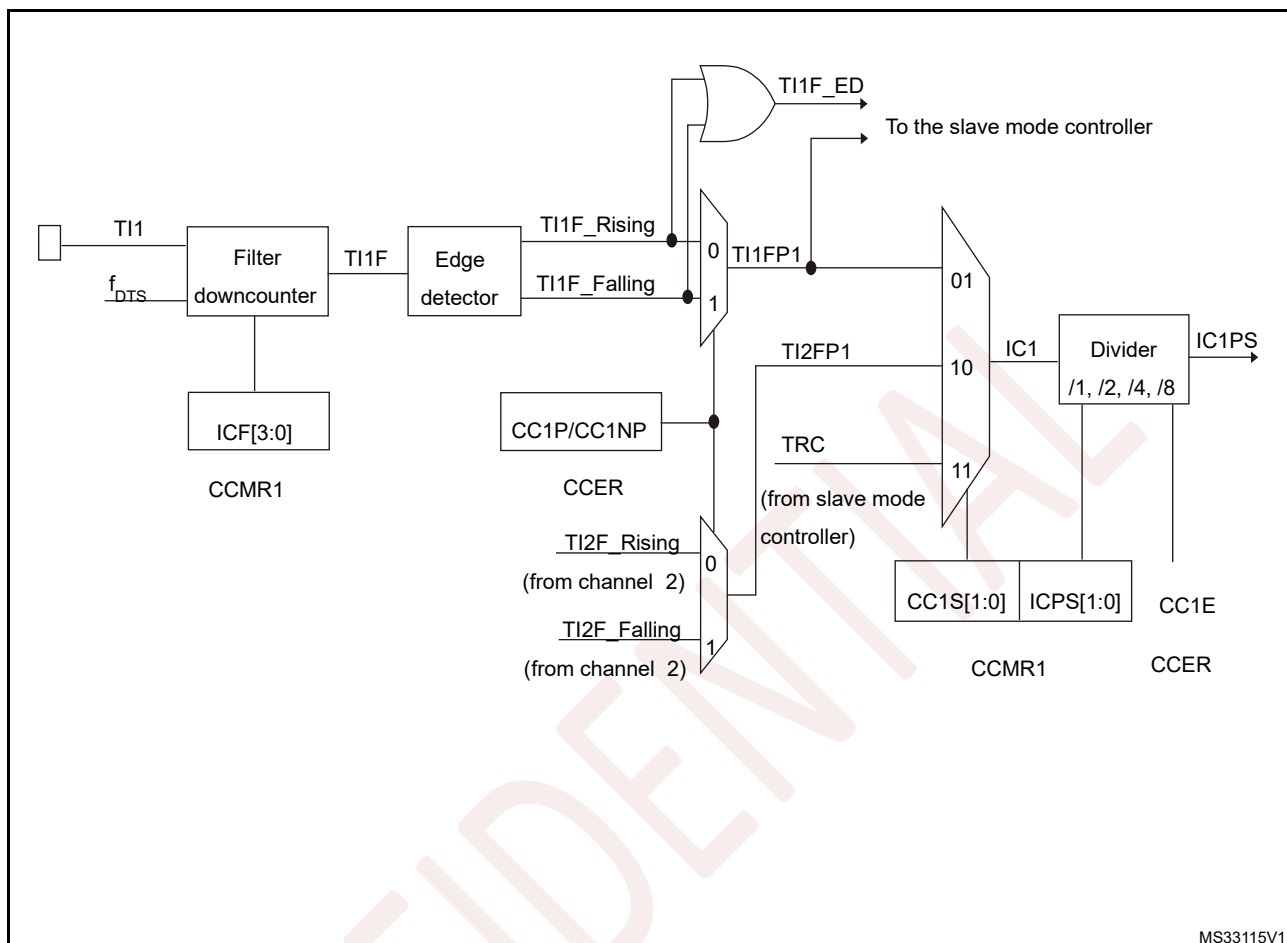 TI1F_ED
To the slave mode controller
TI1
TI1F_Rising
Filter
downcounter
TI1F
Edge
detector
0
TI1FP1
f_DTS
TI1F_Falling
1
01
TI2FP1
10
IC1
Divider
/1, /2, /4, /8
IC1PS
ICF[3:0]
CC1P/CC1NP
TRC
11
CCMR1
CCER
(from slave mode
controller)
TI2F_Rising
0
(from channel 2)
TI2F_Falling
1
(from channel 2)
CC1S[1:0]
ICPS[1:0]
CC1E
CCMR1
CCER
FIDENTIAL
MS33115V1